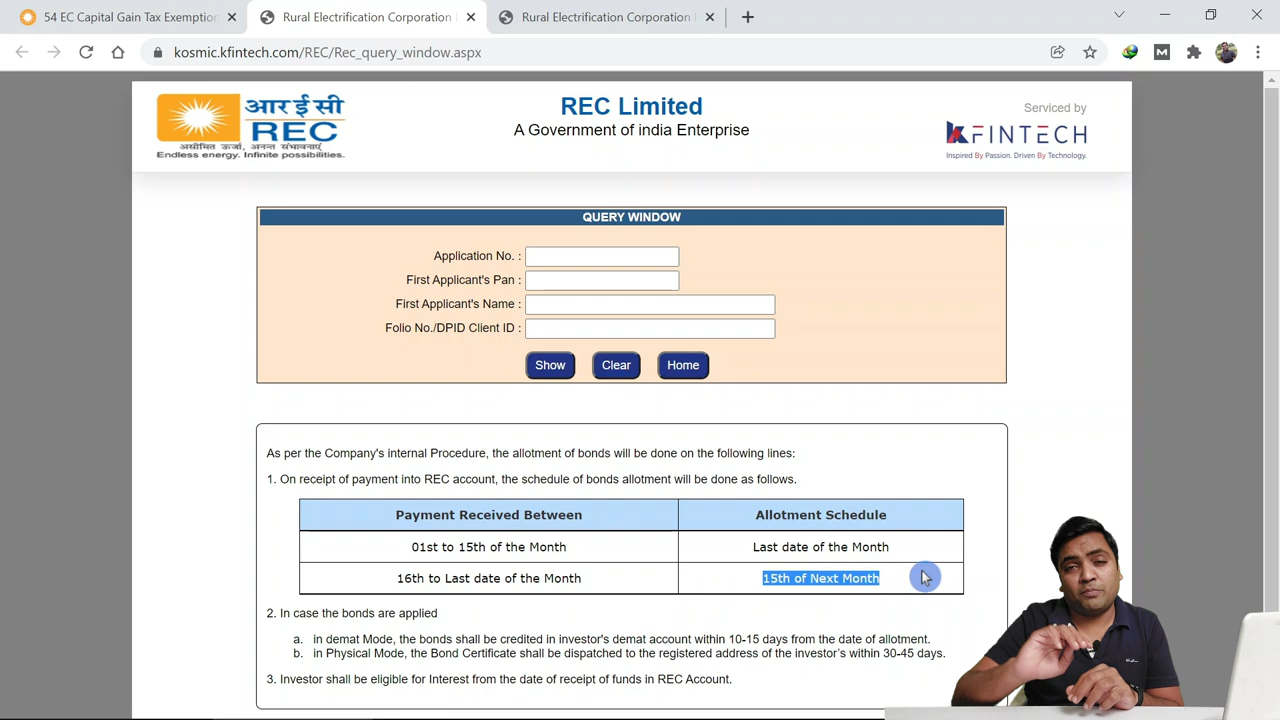 54 EC Capital Gain Tax Exemption
Rural Electrification Corporation
Rural Electrification Corporation
kosmic.kfintech.com/REC/Rec_query_window.aspx
M
आर ई सी
REC
असीमित ऊर्जा, अनन्त संभावनाएं
Endless energy. Infinite possibilities.
REC Limited
A Government of india Enterprise
Serviced by
KFINTECH
Inspired By Passion. Driven By Technology.
QUERY WINDOW
Application No. :
First Applicant's Pan :
First Applicant's Name :
Folio No./DPID Client ID :
Show Clear Home
As per the Company's internal Procedure, the allotment of bonds will be done on the following lines:
1. On receipt of payment into REC account, the schedule of bonds allotment will be done as follows.
Payment Received Between Allotment Schedule
01st to 15th of the Month Last date of the Month
16th to Last date of the Month 15th of Next Month
2. In case the bonds are applied
a. in demat Mode, the bonds shall be credited in investor's demat account within 10-15 days from the date of allotment.
b. in Physical Mode, the Bond Certificate shall be dispatched to the registered address of the investor's within 30-45 days.
3. Investor shall be eligible for Interest from the date of receipt of funds in REC Account.